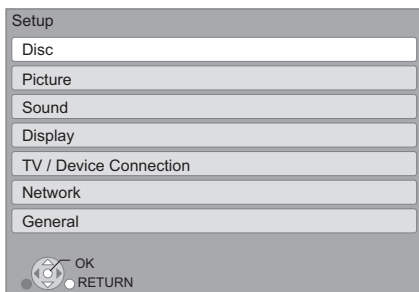 Setup
Disc
Picture
Sound
Display
TV / Device Connection
Network
General
OK
RETURN